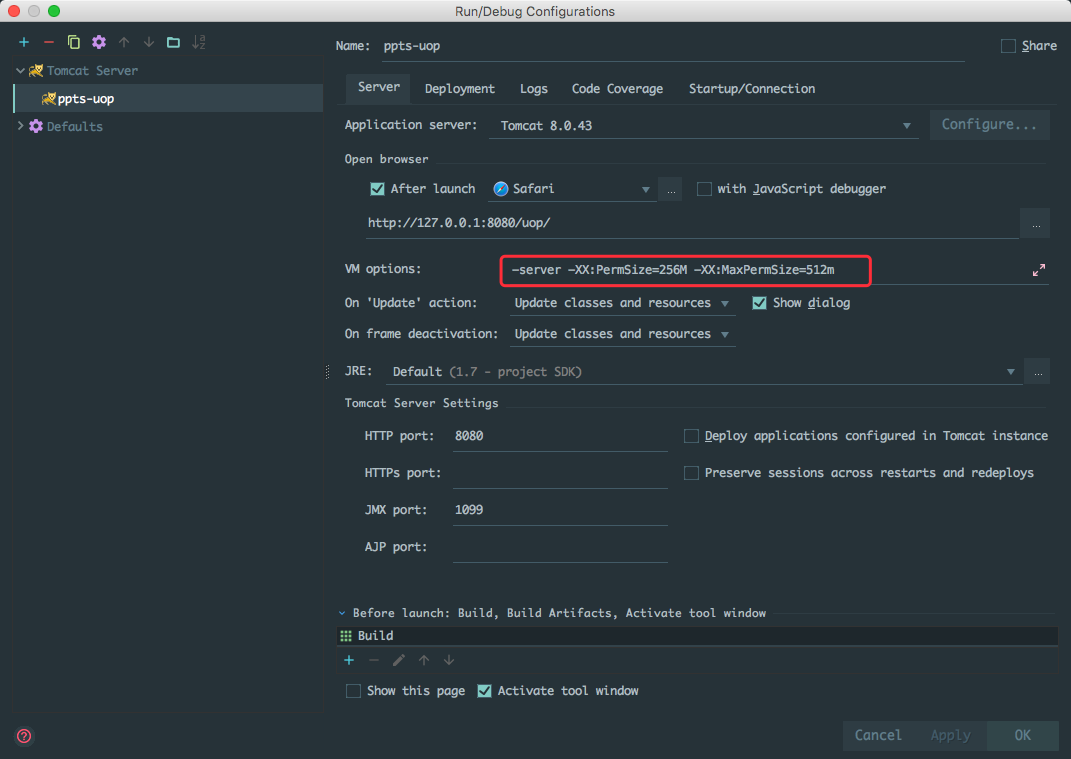 Run/Debug Configurations
Name: ppts-uop Share
Tomcat Server
ppts-uop
Defaults
Server Deployment Logs Code Coverage Startup/Connection
Application server: Tomcat 8.0.43 Configure...
Open browser
After launch Safari ... with JavaScript debugger
http://127.0.0.1:8080/uop/ ...
VM options: -server -XX:PermSize=256M -XX:MaxPermSize=512m
On 'Update' action: Update classes and resources Show dialog
On frame deactivation: Update classes and resources
JRE: Default (1.7 - project SDK) ...
Tomcat Server Settings
HTTP port: 8080 Deploy applications configured in Tomcat instance
HTTPs port: Preserve sessions across restarts and redeploys
JMX port: 1099
AJP port:
Before launch: Build, Build Artifacts, Activate tool window
Build
Show this page Activate tool window
? Cancel Apply OK